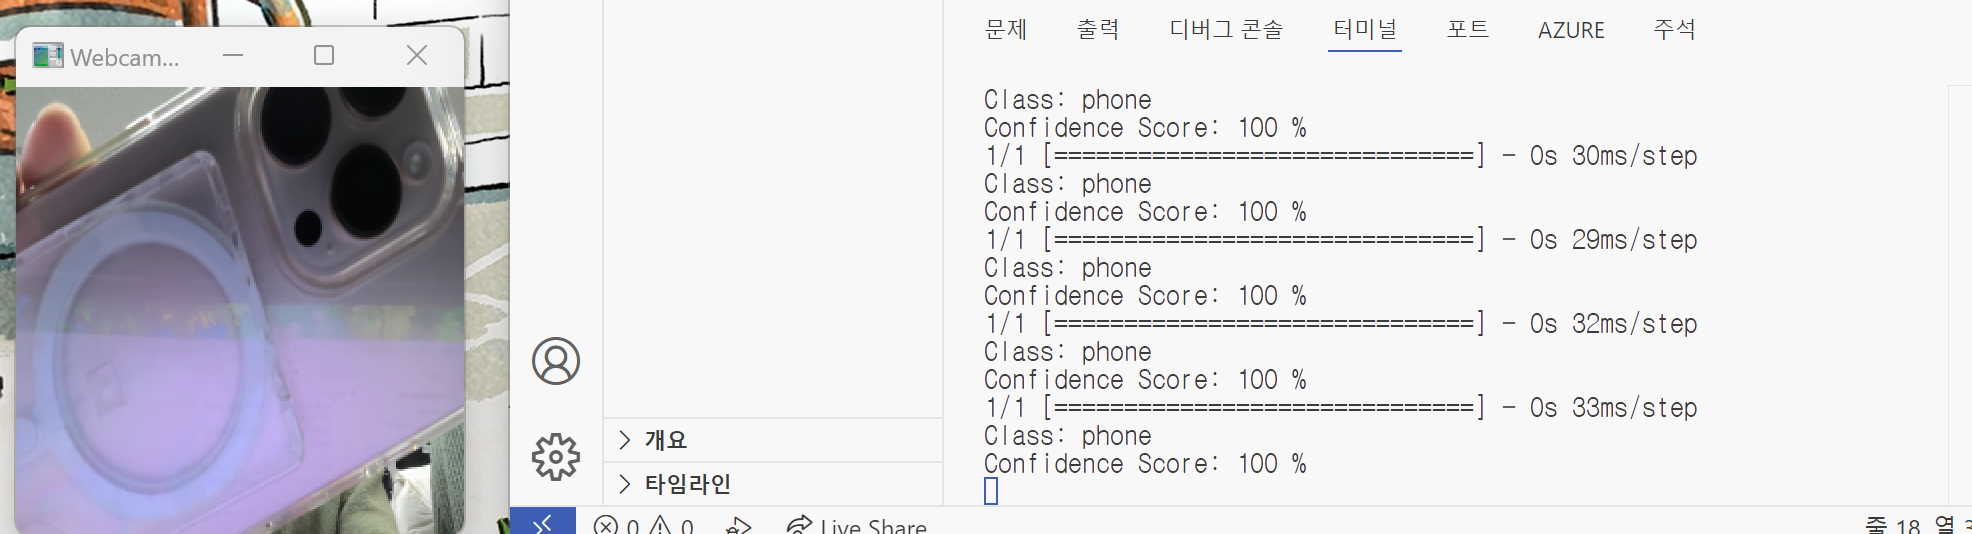 Webcam...
문제 출력 디버그 콘솔 터미널 포트 AZURE 주석
Class: phone
Confidence Score: 100 %
1/1 [==============================] - 0s 30ms/step
Class: phone
Confidence Score: 100 %
1/1 [==============================] - 0s 29ms/step
Class: phone
Confidence Score: 100 %
1/1 [==============================] - 0s 32ms/step
Class: phone
Confidence Score: 100 %
1/1 [==============================] - 0s 33ms/step
Class: phone
Confidence Score: 100 %
개요
타임라인
0 0 Live Share
줄 18, 열 3